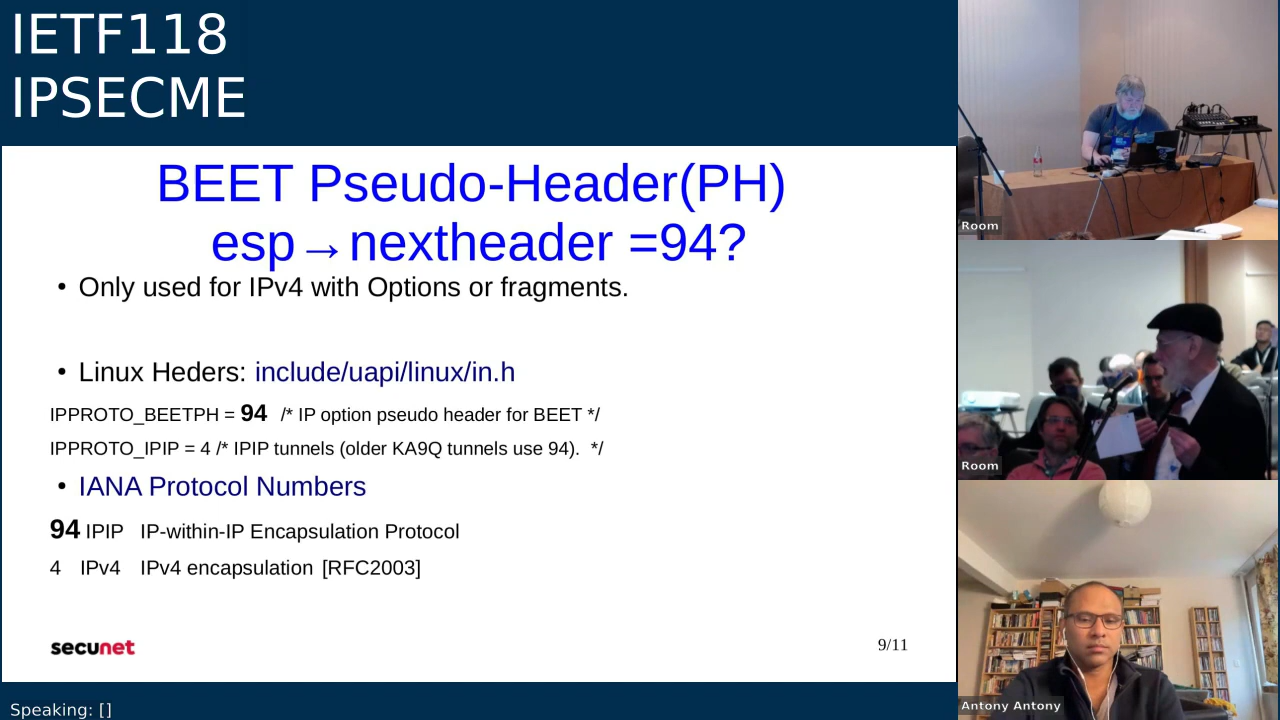 IETF118
IPSECME
BEET Pseudo-Header(PH)
esp→nextheader =94?
• Only used for IPv4 with Options or fragments.
• Linux Heders: include/uapi/linux/in.h
IPPROTO_BEETPH = 94 /* IP option pseudo header for BEET */
IPPROTO_IPIP = 4 /* IPIP tunnels (older KA9Q tunnels use 94). */
• IANA Protocol Numbers
94 IPIP IP-within-IP Encapsulation Protocol
4 IPv4 IPv4 encapsulation [RFC2003]
secunet
9/11
Speaking: []
Room
Room
Antony Antony